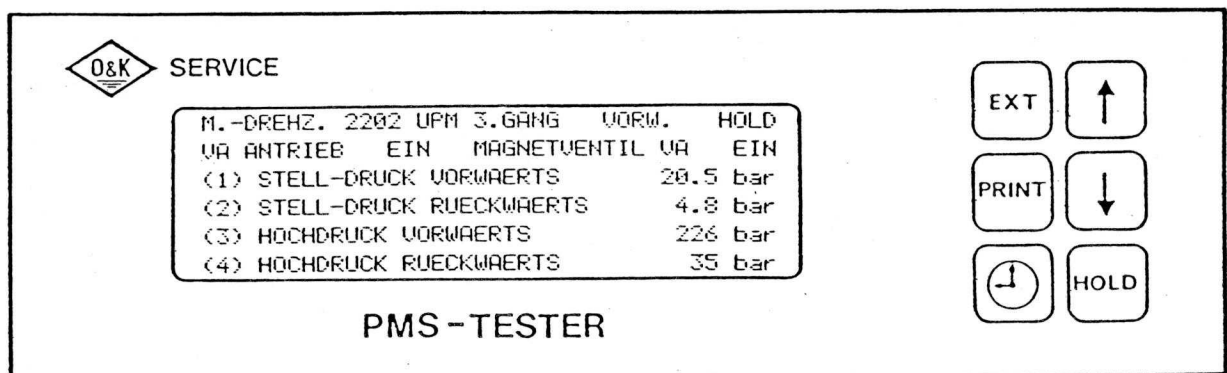 O&K SERVICE
M.-DREHZ. 2202 UPM 3.GANG VORW. HOLD
VA ANTRIEB EIN MAGNETVENTIL VA EIN
(1) STELL-DRUCK VORWAERTS 20.5 bar
(2) STELL-DRUCK RUECKWAERTS 4.8 bar
(3) HOCHDRUCK VORWAERTS 226 bar
(4) HOCHDRUCK RUECKWAERTS 35 bar
PMS-TESTER
EXT ↑
PRINT ↓
HOLD